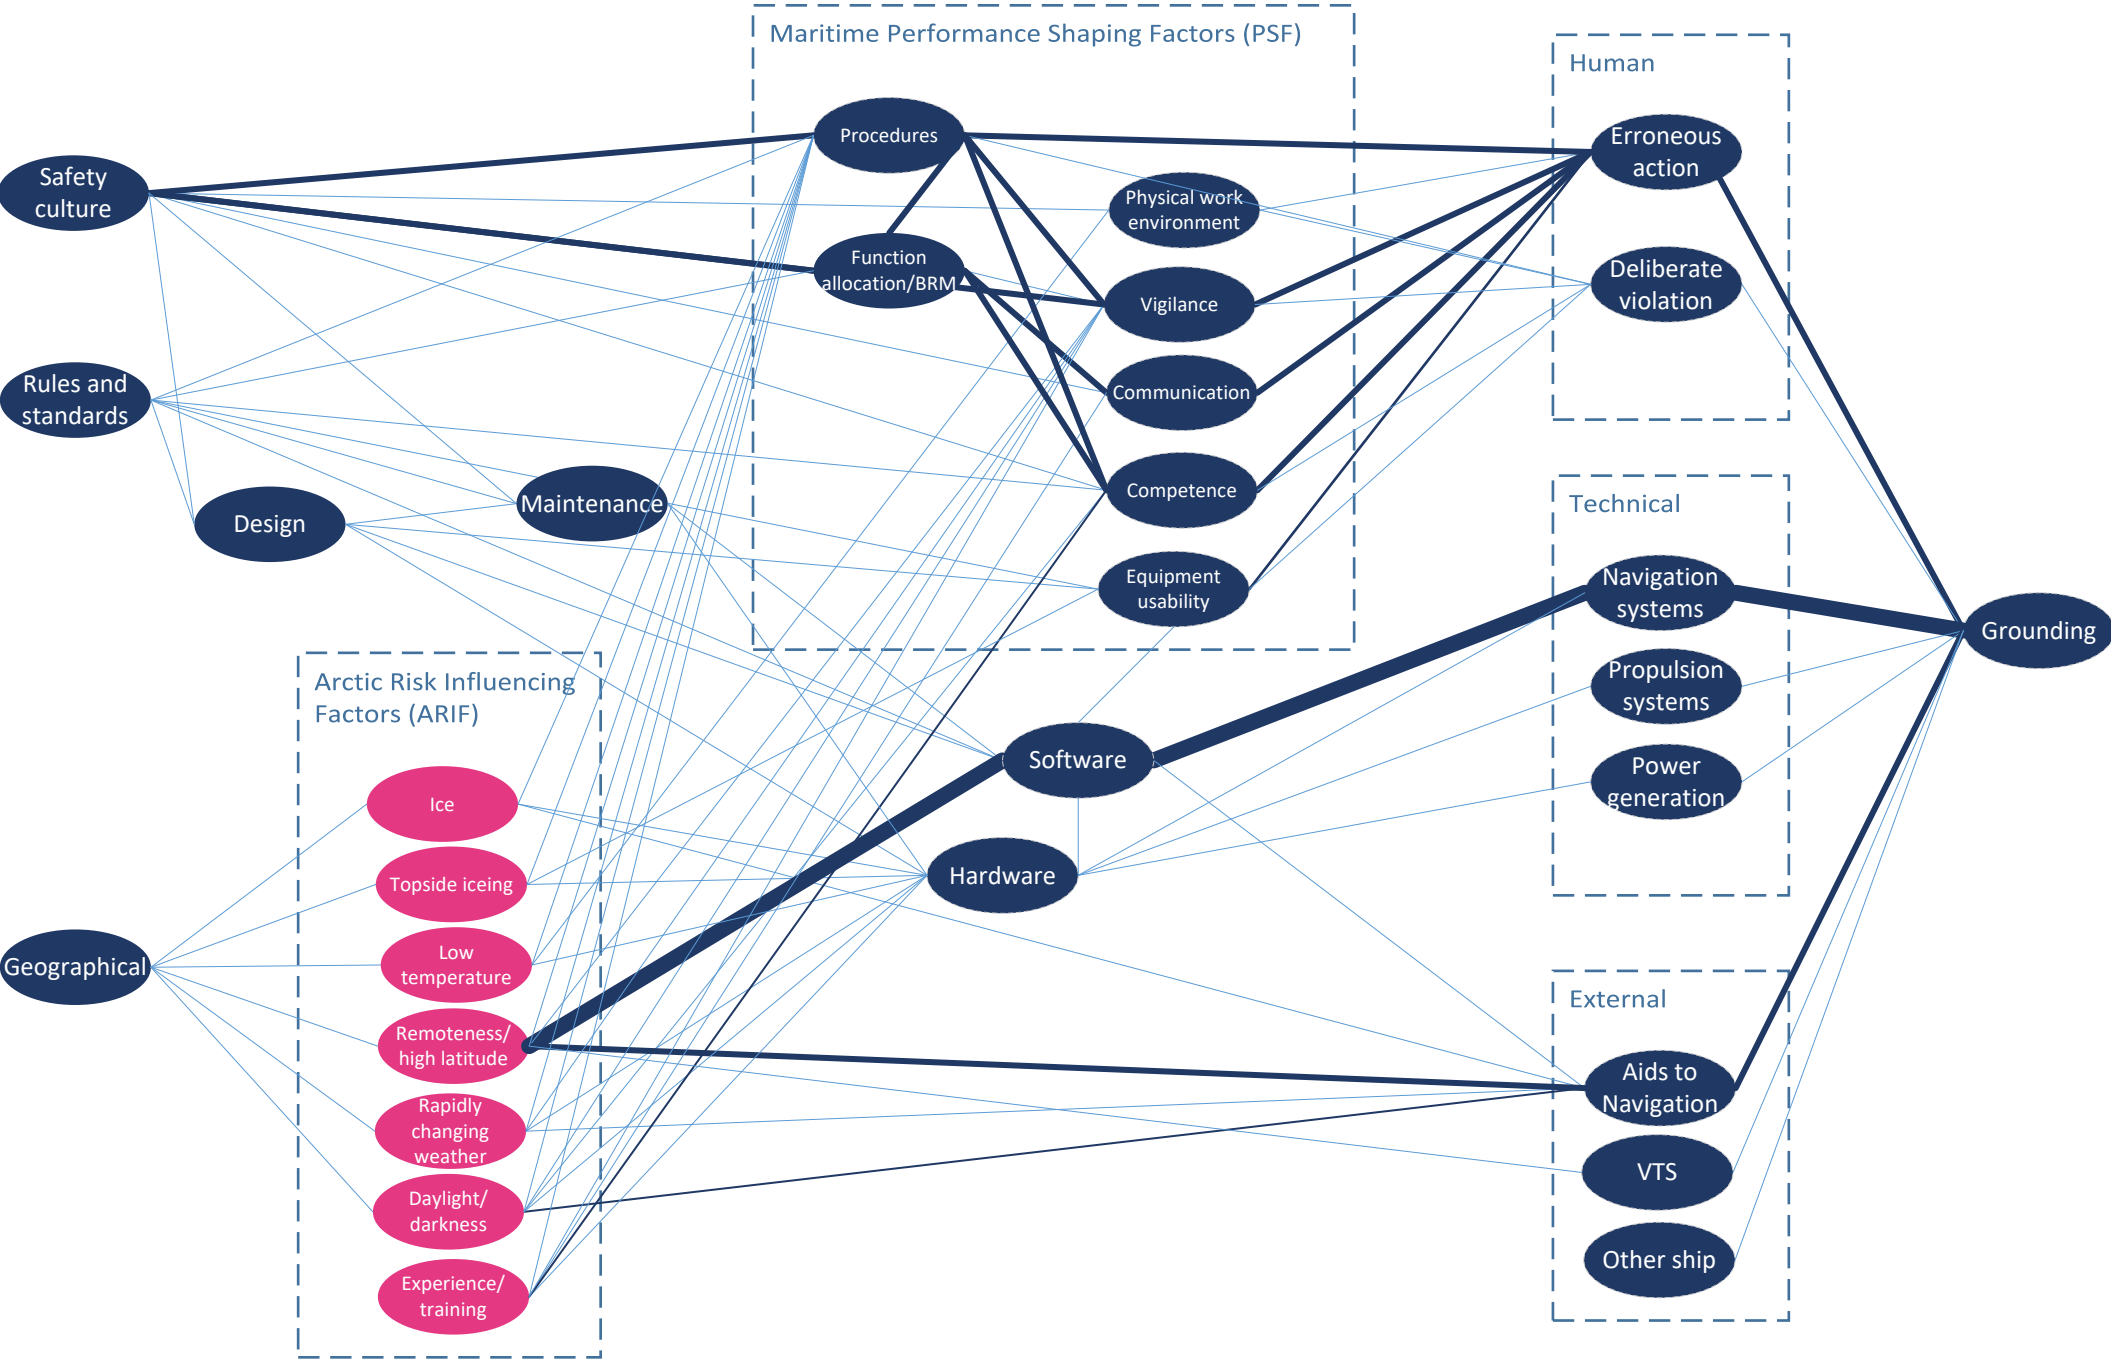 Maritime Performance Shaping Factors (PSF)
Human
Procedures
Erroneous
action
Safety
culture
Physical work
environment
Function
allocation/BRM
Deliberate
violation
Vigilance
Rules and
standards
Communication
Maintenance
Competence
Technical
Design
Equipment
usability
Navigation
systems
Grounding
Arctic Risk Influencing
Factors (ARIF)
Propulsion
systems
Software
Power
generation
Ice
Hardware
Topside iceing
Geographical
Low
temperature
External
Remoteness/
high latitude
Aids to
Navigation
Rapidly
changing
weather
VTS
Daylight/
darkness
Other ship
Experience/
training